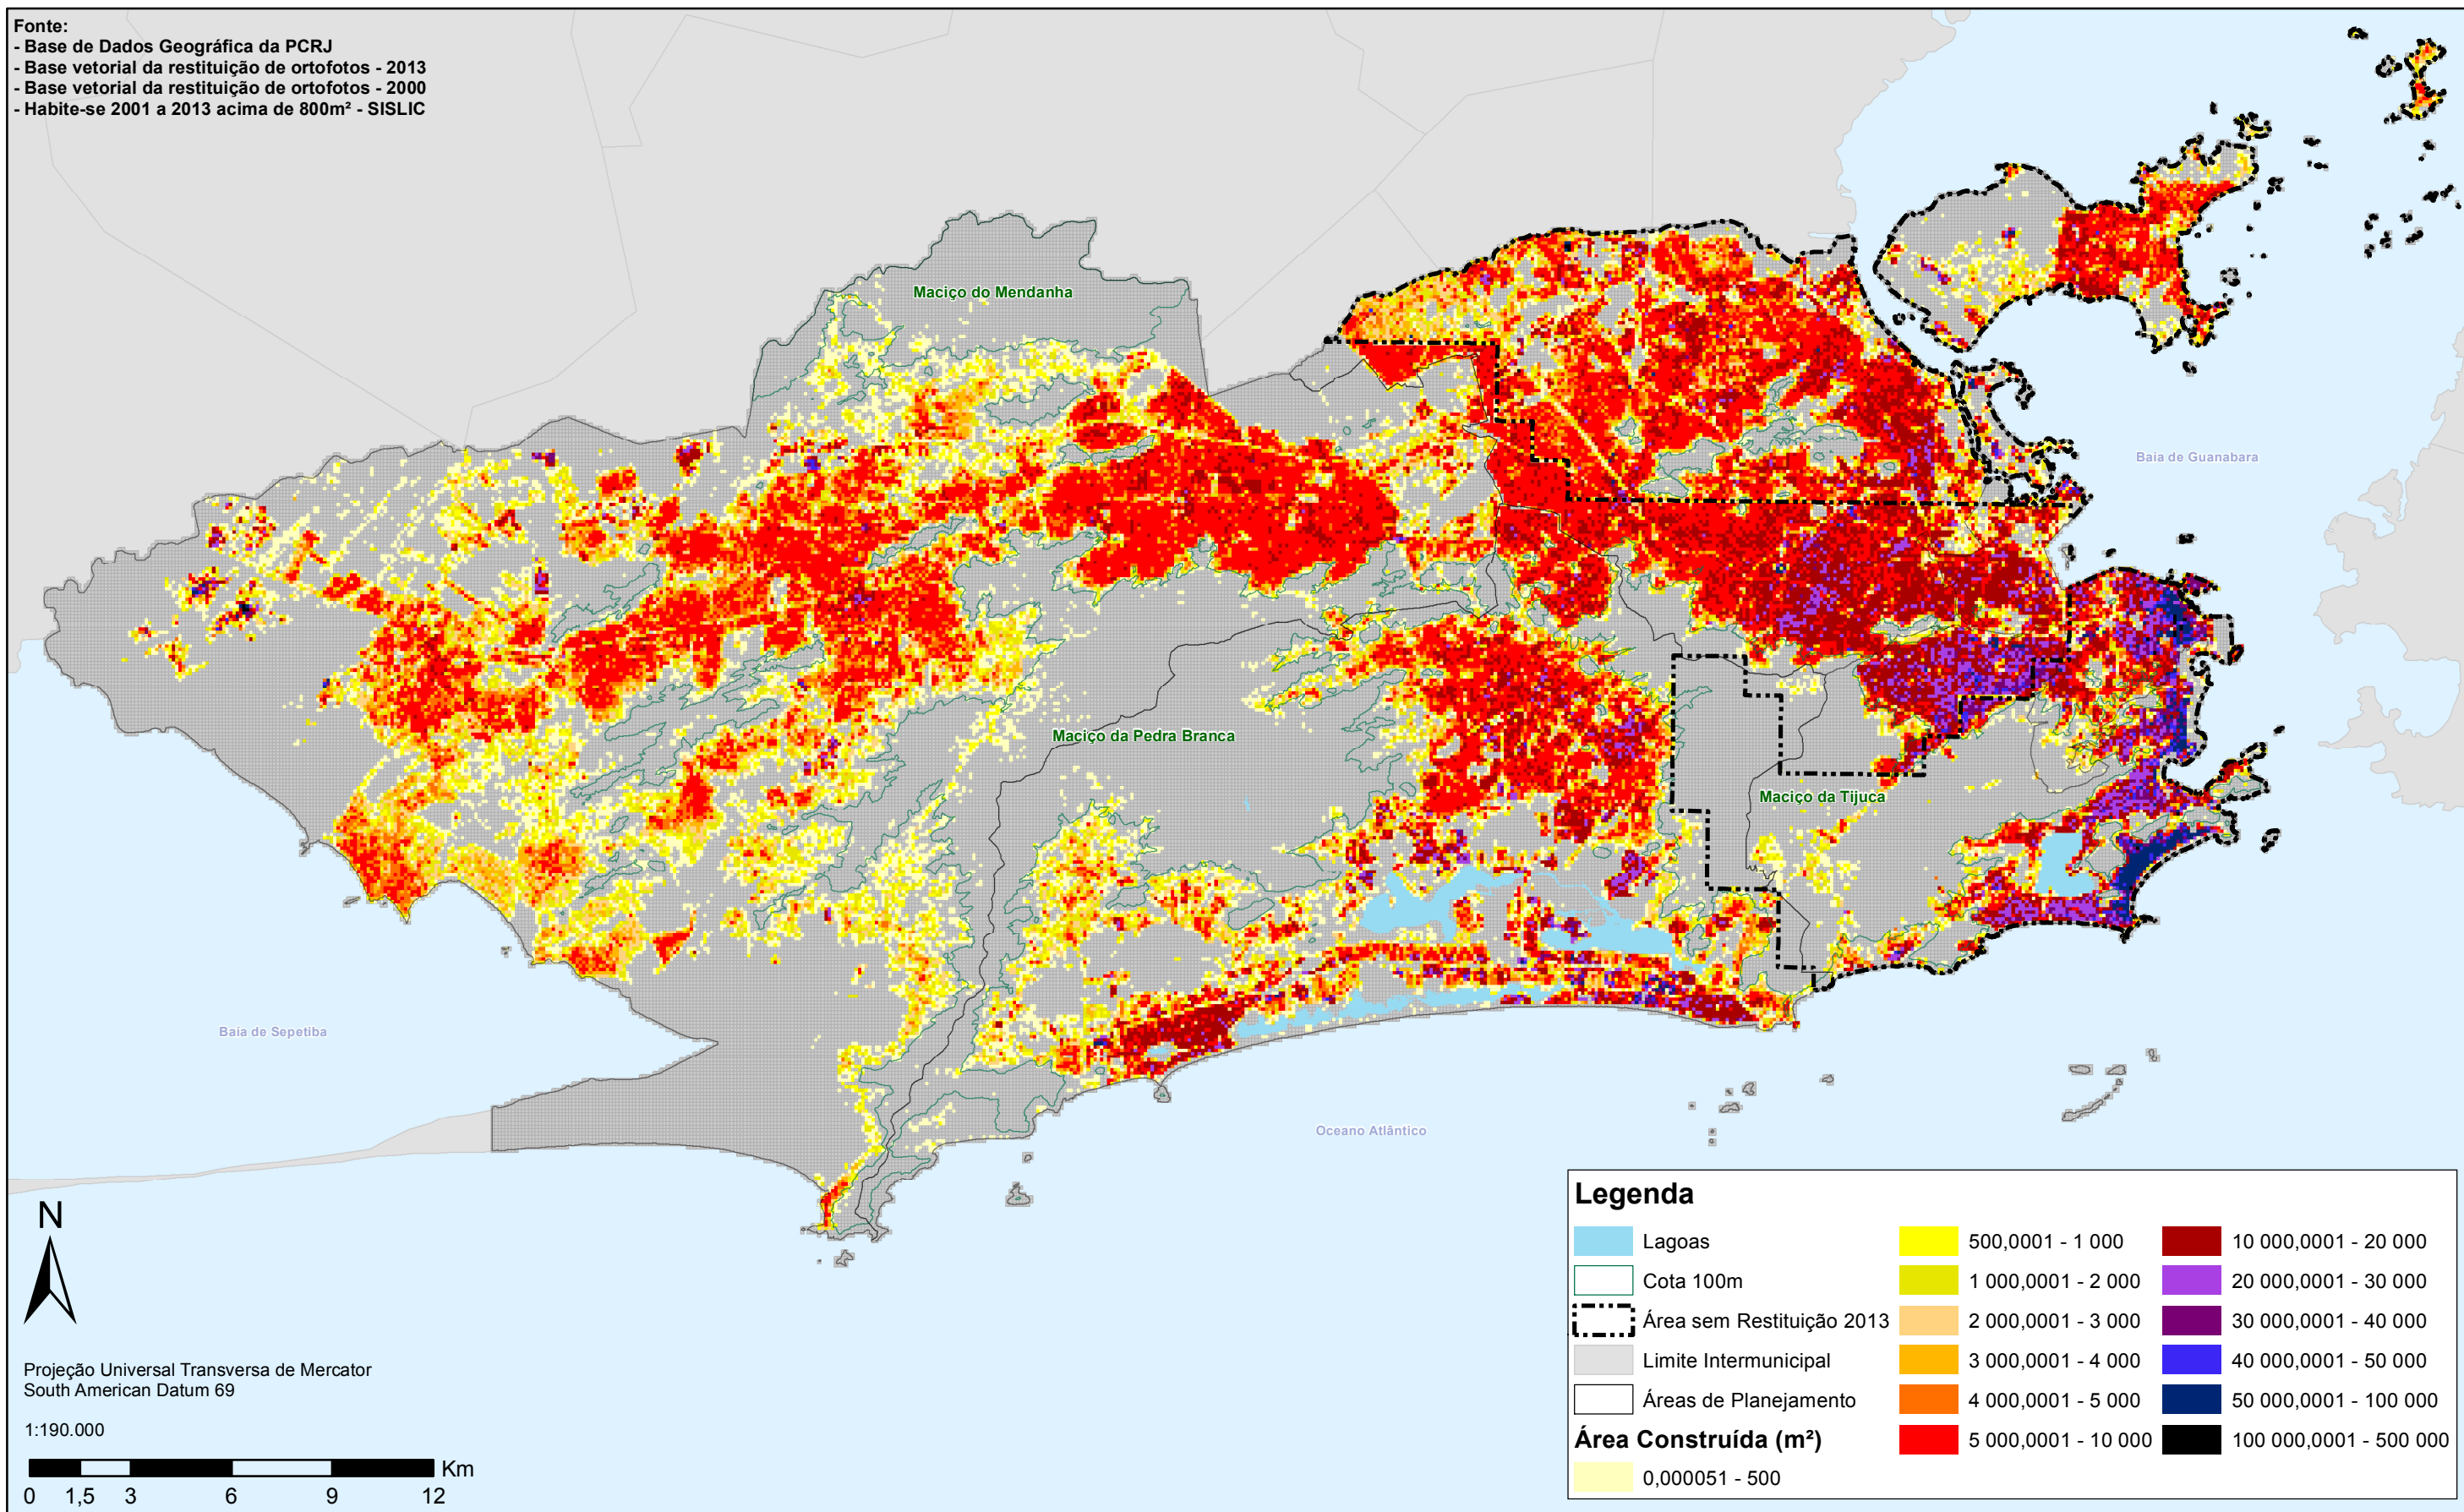 Fonte:
- Base de Dados Geográfica da PCRJ
- Base vetorial da restituição de ortofotos - 2013
- Base vetorial da restituição de ortofotos - 2000
- Habite-se 2001 a 2013 acima de 800m² - SISLIC
Maciço do Mendanha
Baía de Guanabara
Maciço da Pedra Branca
Maciço da Tijuca
Baía de Sepetiba
Oceano Atlântico
N
Projeção Universal Transversa de Mercator
South American Datum 69
1:190.000
Km
0 1,5 3 6 9 12
Legenda
Lagoas
Cota 100m
Área sem Restituição 2013
Limite Intermunicipal
Áreas de Planejamento
Área Construída (m²)
0,000051 - 500
500,0001 - 1 000
1 000,0001 - 2 000
2 000,0001 - 3 000
3 000,0001 - 4 000
4 000,0001 - 5 000
5 000,0001 - 10 000
10 000,0001 - 20 000
20 000,0001 - 30 000
30 000,0001 - 40 000
40 000,0001 - 50 000
50 000,0001 - 100 000
100 000,0001 - 500 000